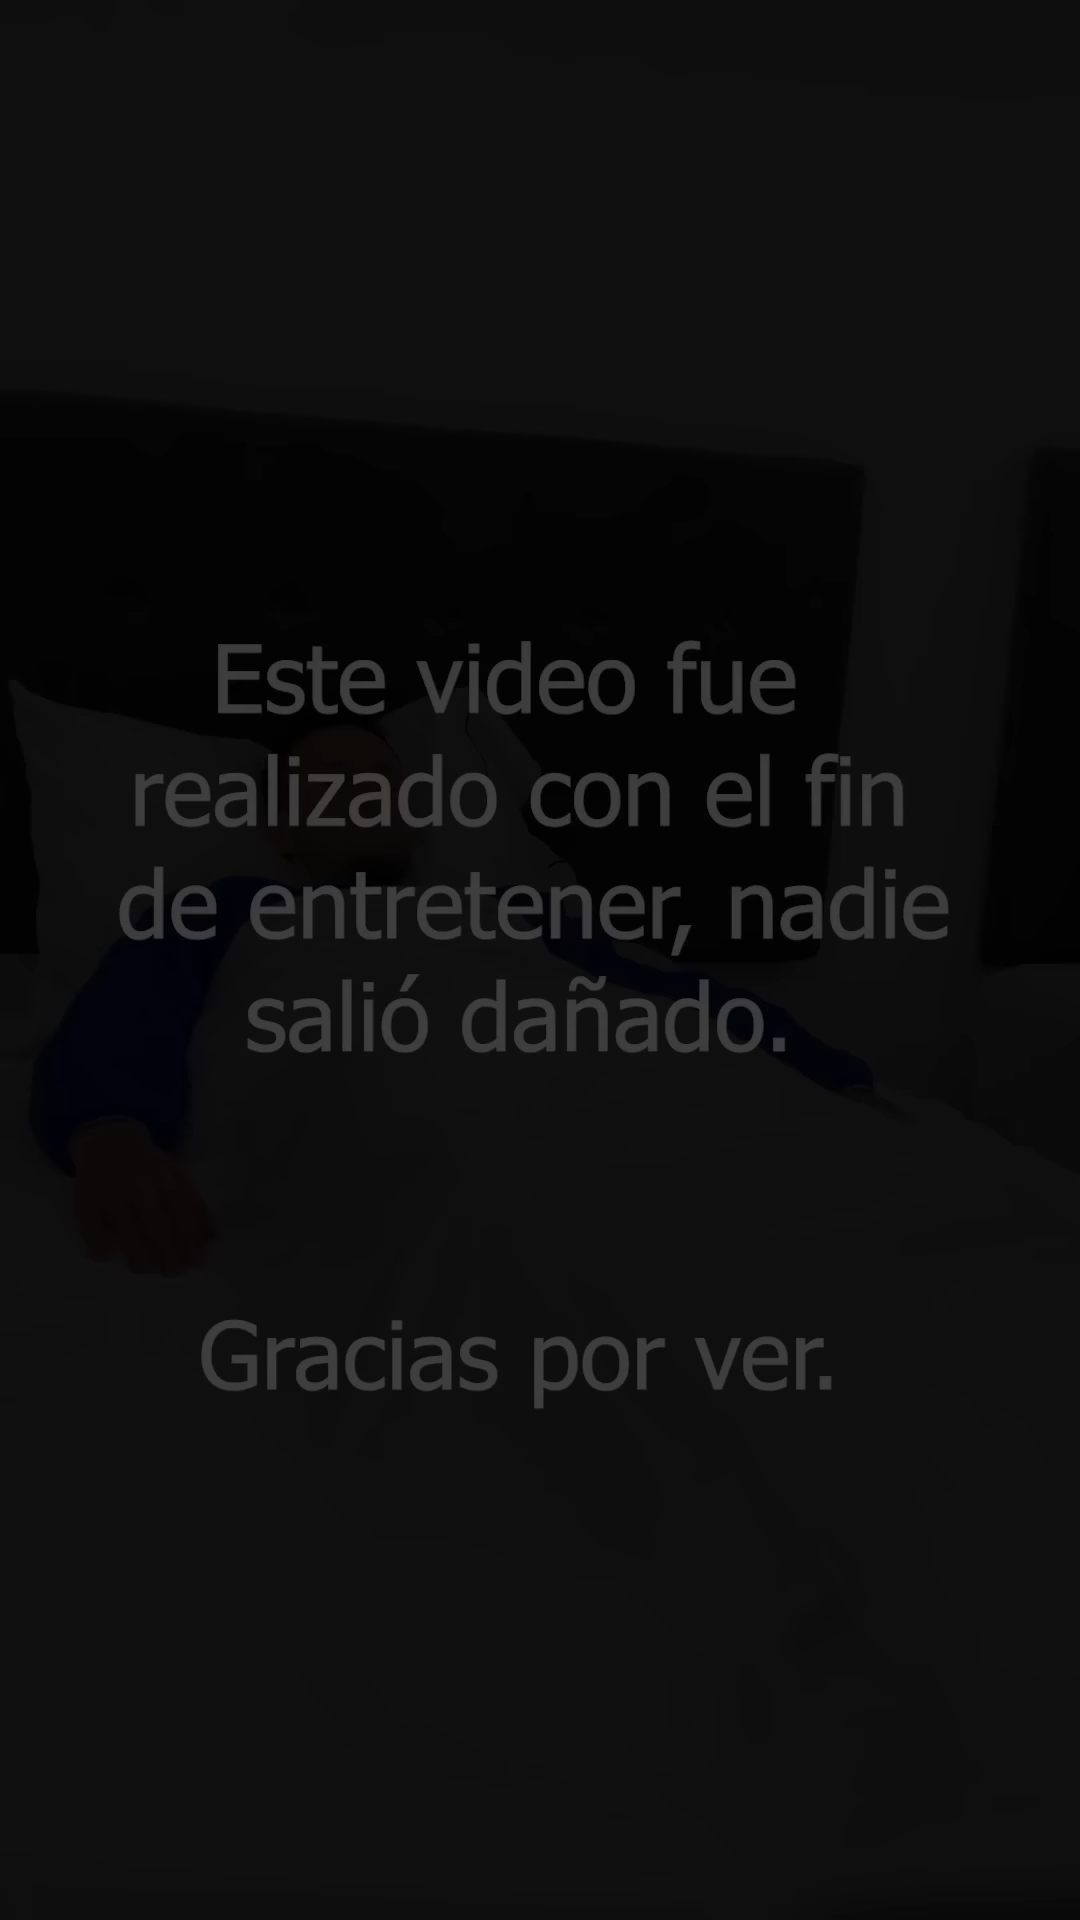 Este video fue
realizado con el fin
de entretener, nadie
salió dañado.
Gracias por ver.